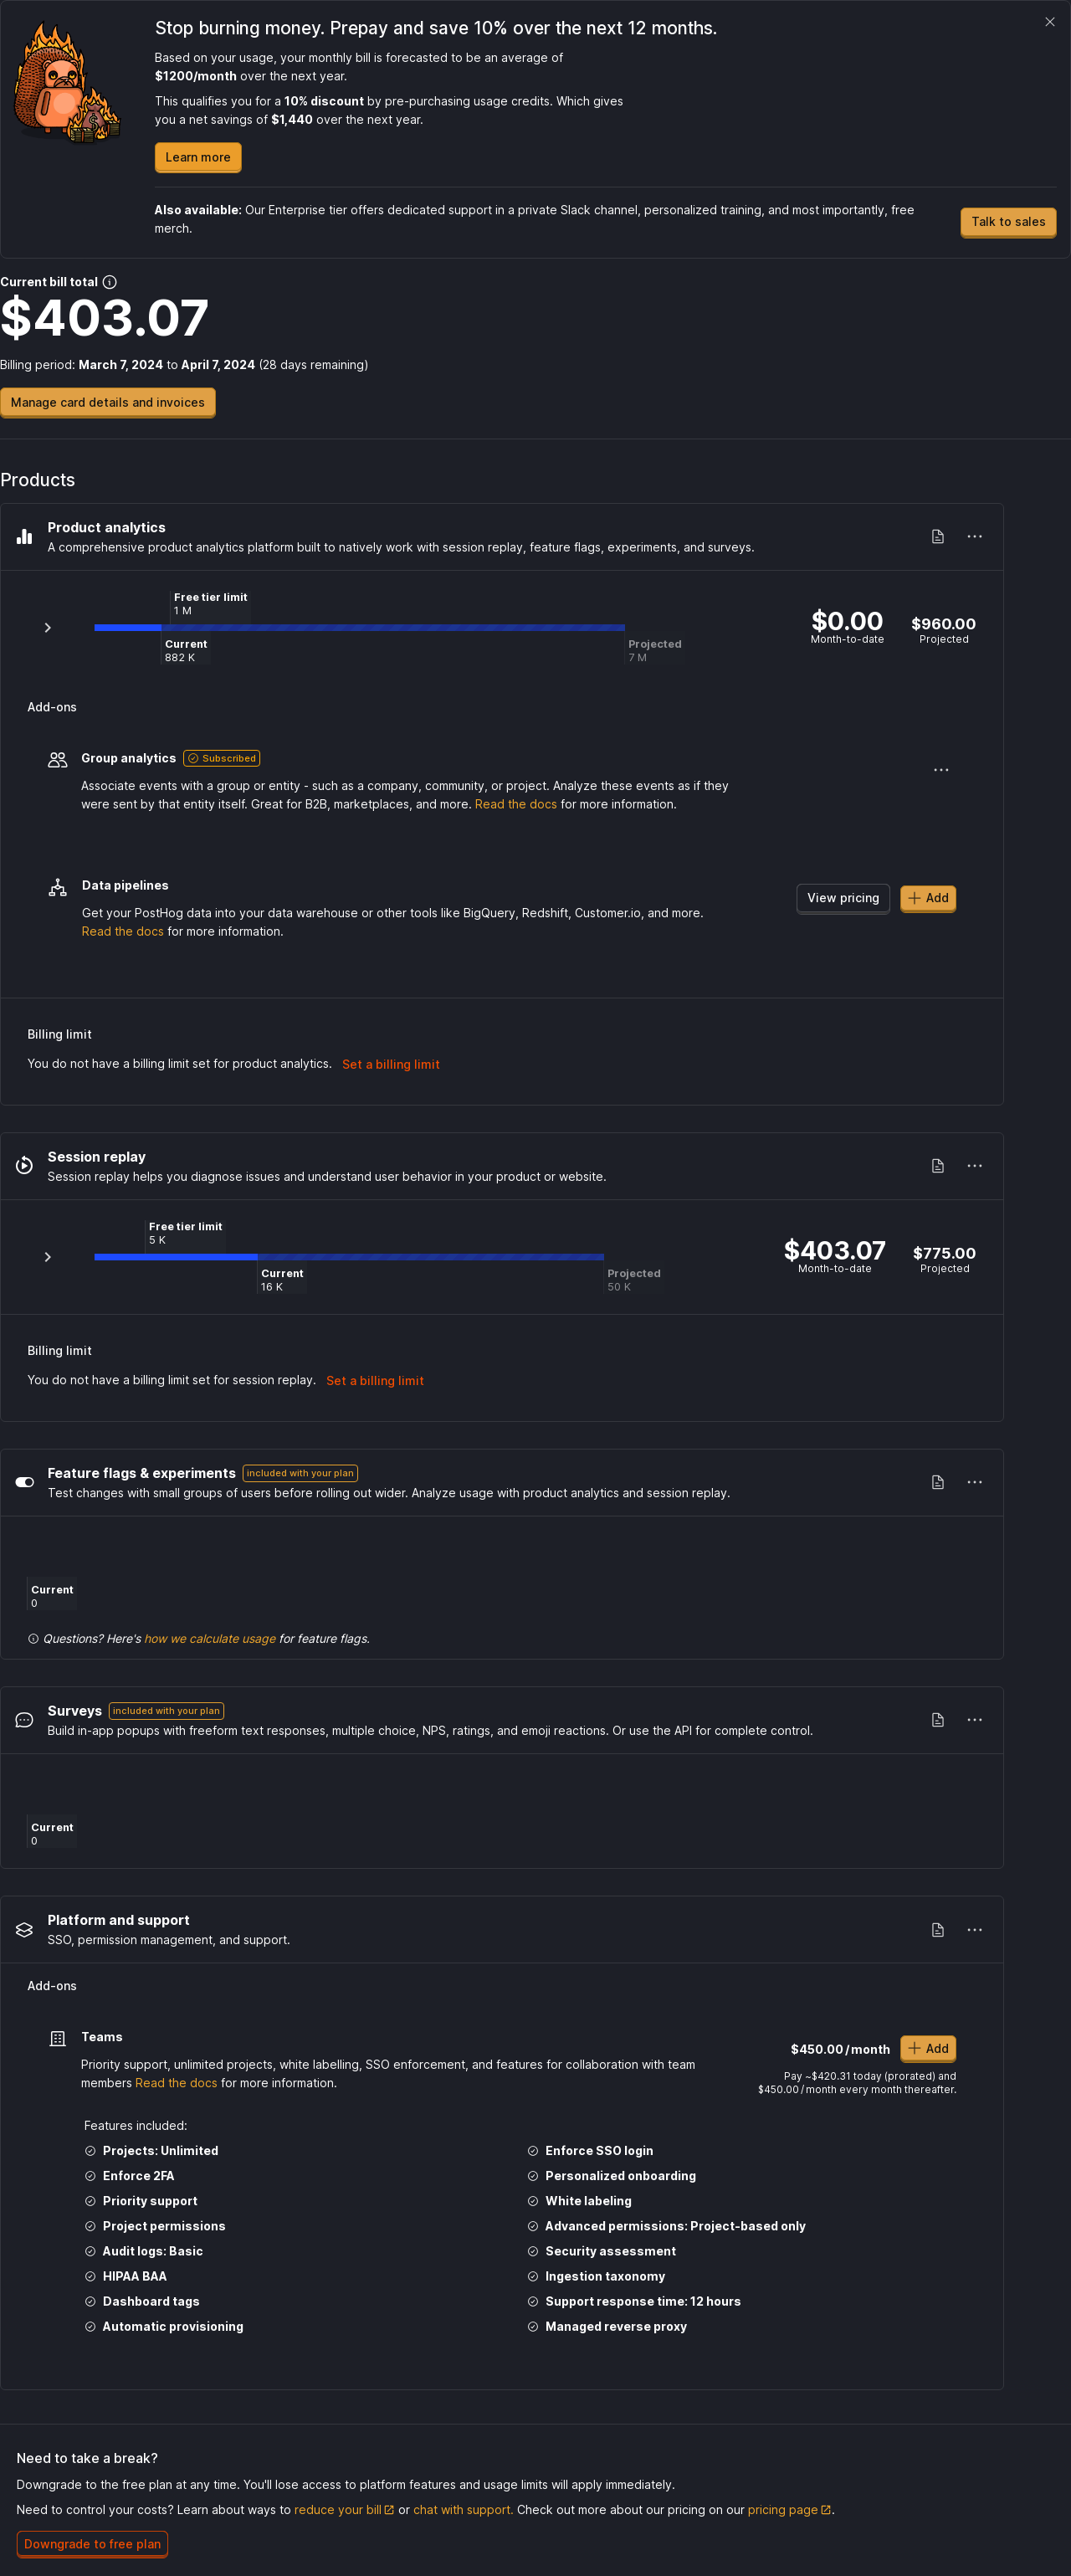 Stop burning money. Prepay and save 10% over the next 12 months.
Based on your usage, your monthly bill is forecasted to be an average of
$1200/month over the next year.
This qualifies you for a 10% discount by pre-purchasing usage credits. Which gives
you a net savings of $1,440 over the next year.
Learn more
Also available: Our Enterprise tier offers dedicated support in a private Slack channel, personalized training, and most importantly, free
merch.
Talk to sales
Current bill total
$403.07
Billing period: March 7, 2024 to April 7, 2024 (28 days remaining)
Manage card details and invoices
Products
Product analytics
A comprehensive product analytics platform built to natively work with session replay, feature flags, experiments, and surveys.
Free tier limit
1 M
Current
882 K
Projected
7 M
$0.00
Month-to-date
$960.00
Projected
Add-ons
Group analytics Subscribed
Associate events with a group or entity - such as a company, community, or project. Analyze these events as if they
were sent by that entity itself. Great for B2B, marketplaces, and more. Read the docs for more information.
Data pipelines
Get your PostHog data into your data warehouse or other tools like BigQuery, Redshift, Customer.io, and more.
Read the docs for more information.
View pricing
Add
Billing limit
You do not have a billing limit set for product analytics. Set a billing limit
Session replay
Session replay helps you diagnose issues and understand user behavior in your product or website.
Free tier limit
5 K
Current
16 K
Projected
50 K
$403.07
Month-to-date
$775.00
Projected
Billing limit
You do not have a billing limit set for session replay. Set a billing limit
Feature flags & experiments included with your plan
Test changes with small groups of users before rolling out wider. Analyze usage with product analytics and session replay.
Current
0
Questions? Here's how we calculate usage for feature flags.
Surveys included with your plan
Build in-app popups with freeform text responses, multiple choice, NPS, ratings, and emoji reactions. Or use the API for complete control.
Current
0
Platform and support
SSO, permission management, and support.
Add-ons
Teams
Priority support, unlimited projects, white labelling, SSO enforcement, and features for collaboration with team
members Read the docs for more information.
$450.00/month
Add
Pay ~$420.31 today (prorated) and
$450.00/month every month thereafter.
Features included:
Projects: Unlimited
Enforce SSO login
Enforce 2FA
Personalized onboarding
Priority support
White labeling
Project permissions
Advanced permissions: Project-based only
Audit logs: Basic
Security assessment
HIPAA BAA
Ingestion taxonomy
Dashboard tags
Support response time: 12 hours
Automatic provisioning
Managed reverse proxy
Need to take a break?
Downgrade to the free plan at any time. You'll lose access to platform features and usage limits will apply immediately.
Need to control your costs? Learn about ways to reduce your bill or chat with support. Check out more about our pricing on our pricing page.
Downgrade to free plan